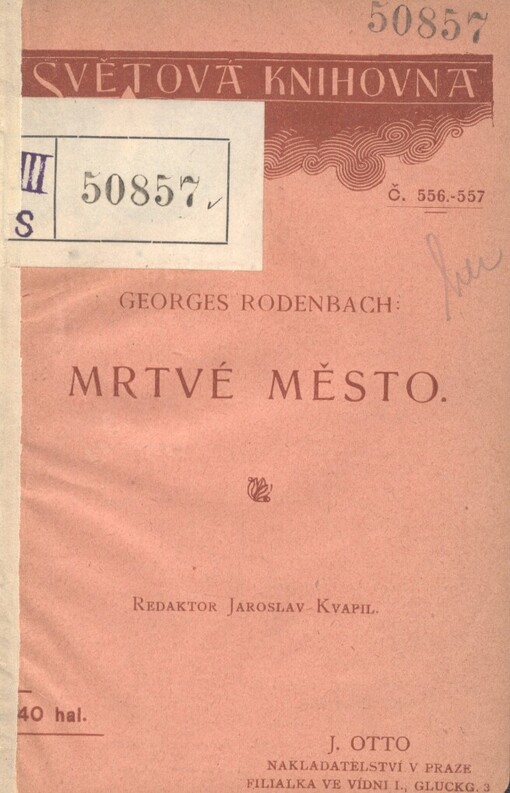 50857
SVĚTOVÁ KNIHOVNA
III
50857
S
Č. 556.-557
GEORGES RODENBACH:
MRTVÉ MĚSTO.
REDAKTOR JAROSLAV KVAPIL.
40 hal.
J. OTTO
NAKLADATELSTVÍ V PRAZE
FILIALKA VE VÍDNI I., GLUCKG. 3